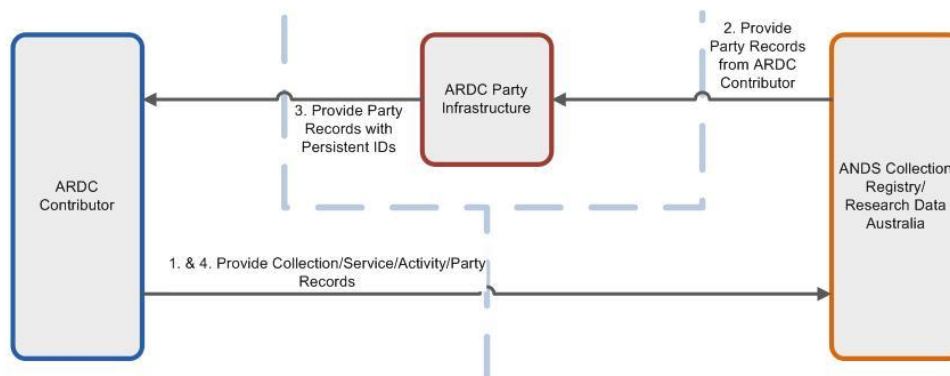 2. Provide
Party Records
from ARDC
Contributor
ARDC Party
Infrastructure
3. Provide Party
Records with
Persistent IDs
ARDC
Contributor
ANDS Collection
Registry/
Research Data
Australia
1. & 4. Provide Collection/Service/Activity/Party
Records